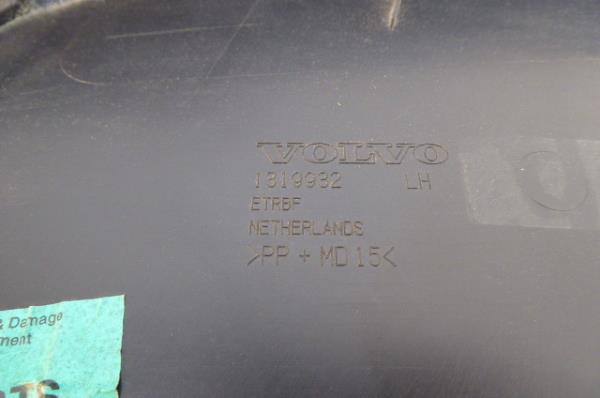 VOLVO
1319932 LH
ETRBF
NETHERLANDS
>PP + MD 15<
& Damage
ment